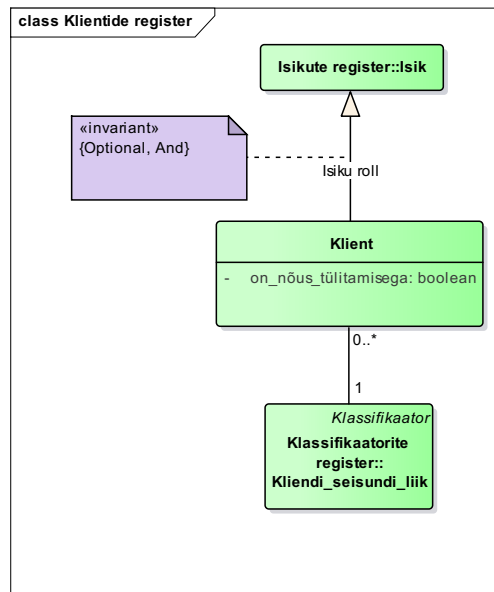 class Klientide register
Isikute register::Isik
«invariant»
{Optional, And}
Isiku roll
Klient
- on_nõus_tülitamisega: boolean
0..*
1
Klassifikaator
Klassifikaatorite
register::
Kliendi_seisundi_liik